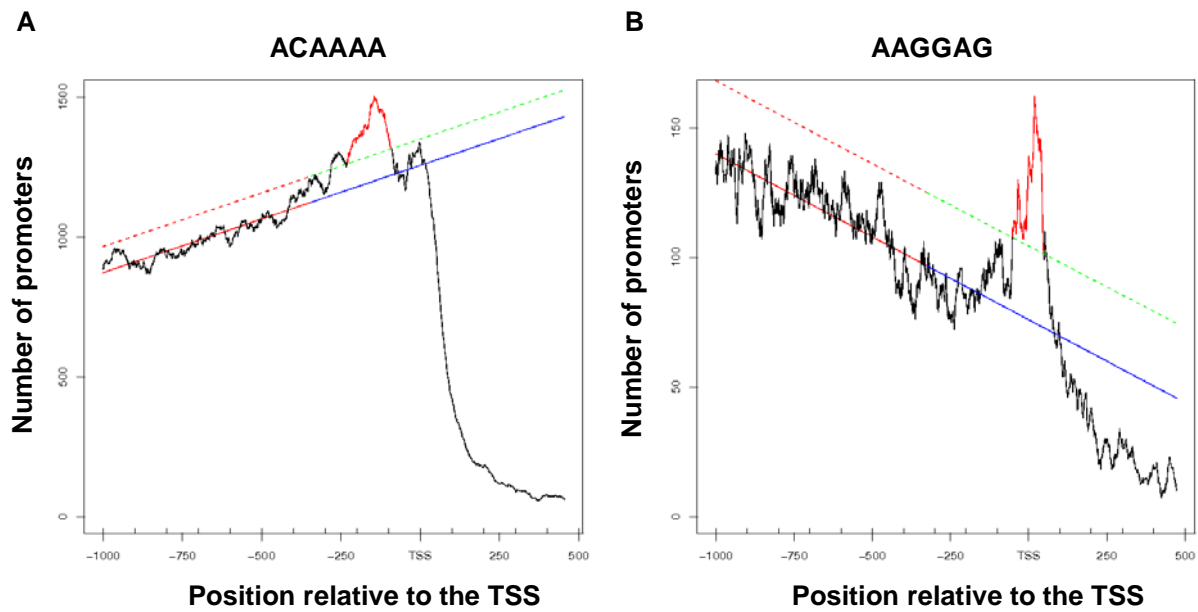 A
ACAAAA
Number of promoters
1500
1000
500
0
-1000 -750 -500 -250 TSS 250 500
Position relative to the TSS
B
AAGGAG
Number of promoters
150
100
50
0
-1000 -750 -500 -250 TSS 250 500
Position relative to the TSS